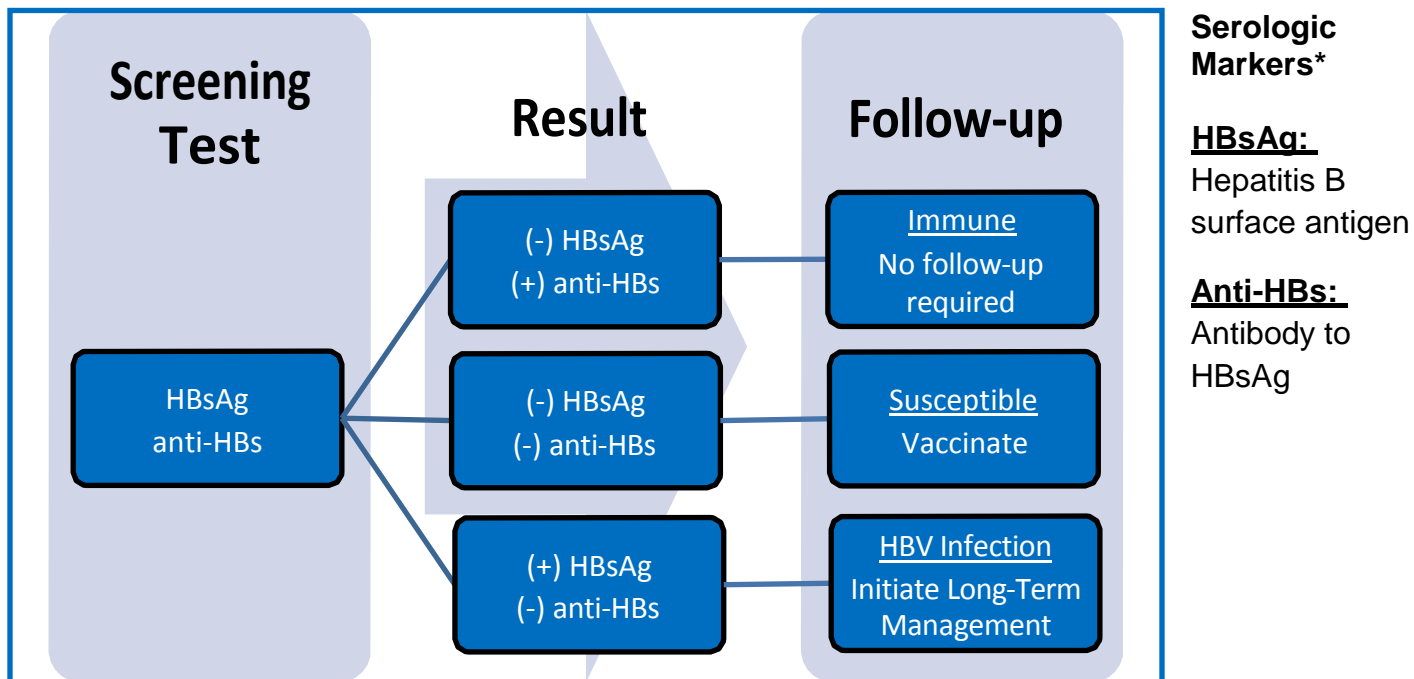 Screening
Test
Result
Follow-up
HBsAg
anti-HBs
(-) HBsAg
(+) anti-HBs
Immune
No follow-up
required
(-) HBsAg
(-) anti-HBs
Susceptible
Vaccinate
(+) HBsAg
(-) anti-HBs
HBV Infection
Initiate Long-Term
Management
Serologic
Markers*
HBsAg:
Hepatitis B
surface antigen
Anti-HBs:
Antibody to
HBsAg